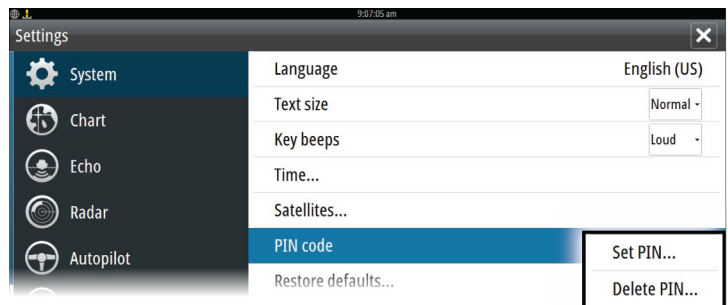 9:07:05 am
Settings
System
Chart
Echo
Radar
Autopilot
Language English (US)
Text size Normal
Key beeps Loud
Time...
Satellites...
PIN code
Restore defaults...
Set PIN...
Delete PIN...